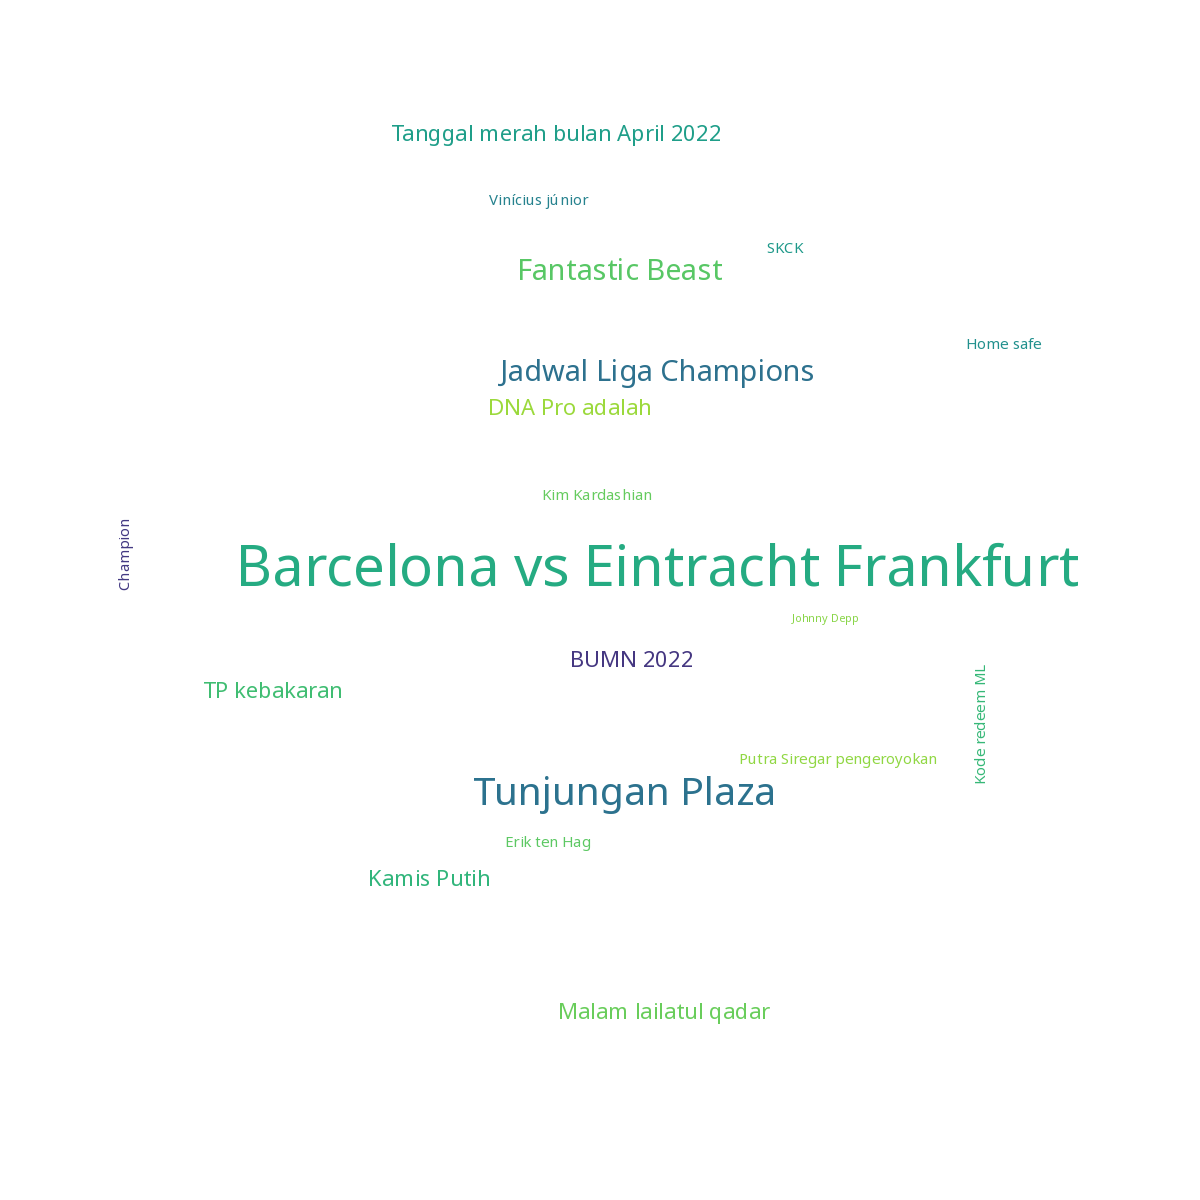 Tanggal merah bulan April 2022
Vinícius júnior
SKCK
Fantastic Beast
Home safe
Jadwal Liga Champions
DNA Pro adalah
Kim Kardashian
Champion
Barcelona vs Eintracht Frankfurt
Johnny Depp
BUMN 2022
TP kebakaran
Kode redeem ML
Putra Siregar pengeroyokan
Tunjungan Plaza
Erik ten Hag
Kamis Putih
Malam lailatul qadar